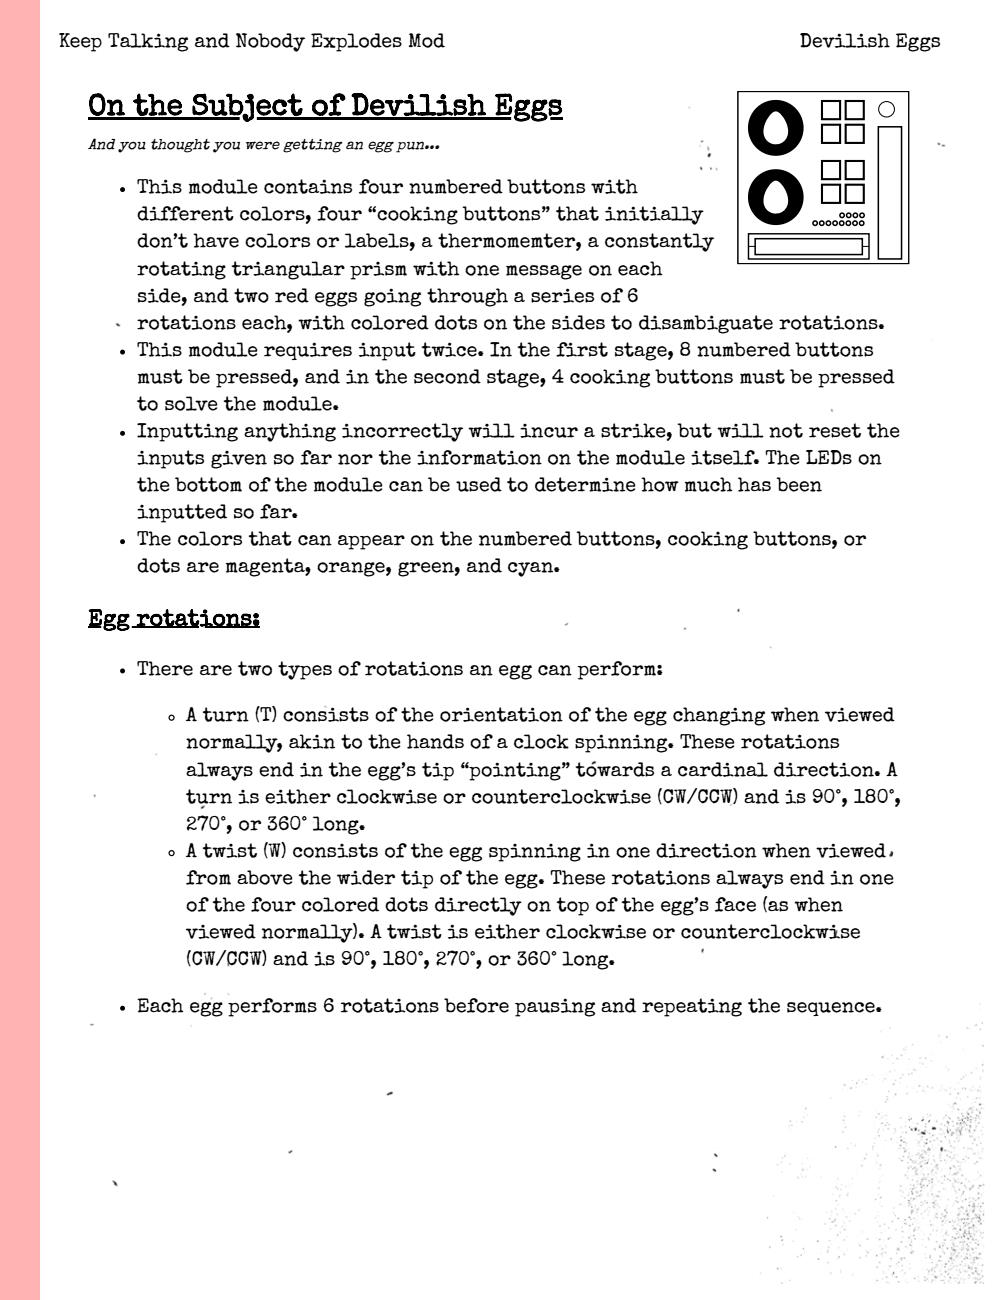 Keep Talking and Nobody Explodes Mod
Devilish Eggs
On the Subject of Devilish Eggs
And you thought you were getting an egg pun...
• This module contains four numbered buttons with
different colors, four “cooking buttons” that initially
don’t have colors or labels, a thermomemter, a constantly
rotating triangular prism with one message on each
side, and two red eggs going through a series of 6
rotations each, with colored dots on the sides to disambiguate rotations.
• This module requires input twice. In the first stage, 8 numbered buttons
must be pressed, and in the second stage, 4 cooking buttons must be pressed
to solve the module.
• Inputting anything incorrectly will incur a strike, but will not reset the
inputs given so far nor the information on the module itself. The LEDs on
the bottom of the module can be used to determine how much has been
inputted so far.
• The colors that can appear on the numbered buttons, cooking buttons, or
dots are magenta, orange, green, and cyan.
Egg rotations:
• There are two types of rotations an egg can perform:
◦ A turn (T) consists of the orientation of the egg changing when viewed
normally, akin to the hands of a clock spinning. These rotations
always end in the egg’s tip “pointing” towards a cardinal direction. A
turn is either clockwise or counterclockwise (CW/CCW) and is 90°, 180°,
270°, or 360° long.
◦ A twist (W) consists of the egg spinning in one direction when viewed
from above the wider tip of the egg. These rotations always end in one
of the four colored dots directly on top of the egg’s face (as when
viewed normally). A twist is either clockwise or counterclockwise
(CW/CCW) and is 90°, 180°, 270°, or 360° long.
• Each egg performs 6 rotations before pausing and repeating the sequence.